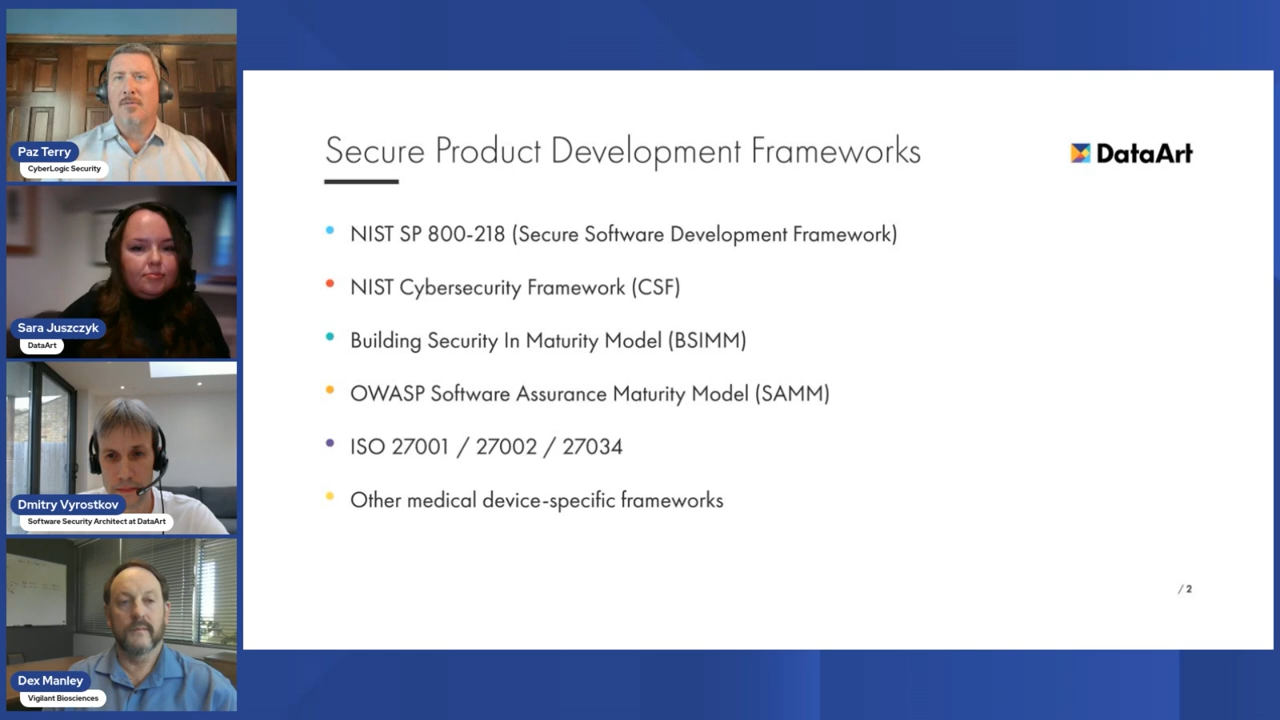 Paz Terry
CyberLogic Security
Sara Juszczyk
DataArt
Dmitry Vyrostkov
Software Security Architect at DataArt
Dex Manley
Vigilant Biosciences
Secure Product Development Frameworks
DataArt
• NIST SP 800-218 (Secure Software Development Framework)
• NIST Cybersecurity Framework (CSF)
• Building Security In Maturity Model (BSIMM)
• OWASP Software Assurance Maturity Model (SAMM)
• ISO 27001 / 27002 / 27034
• Other medical device-specific frameworks
/ 2